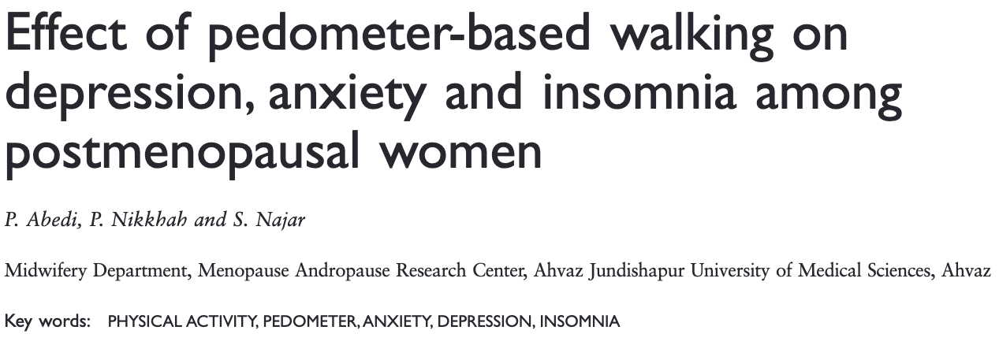 Effect of pedometer-based walking on
depression, anxiety and insomnia among
postmenopausal women
P. Abedi, P. Nikkhah and S. Najar
Midwifery Department, Menopause Andropause Research Center, Ahvaz Jundishapur University of Medical Sciences, Ahvaz
Key words: PHYSICAL ACTIVITY, PEDOMETER, ANXIETY, DEPRESSION, INSOMNIA